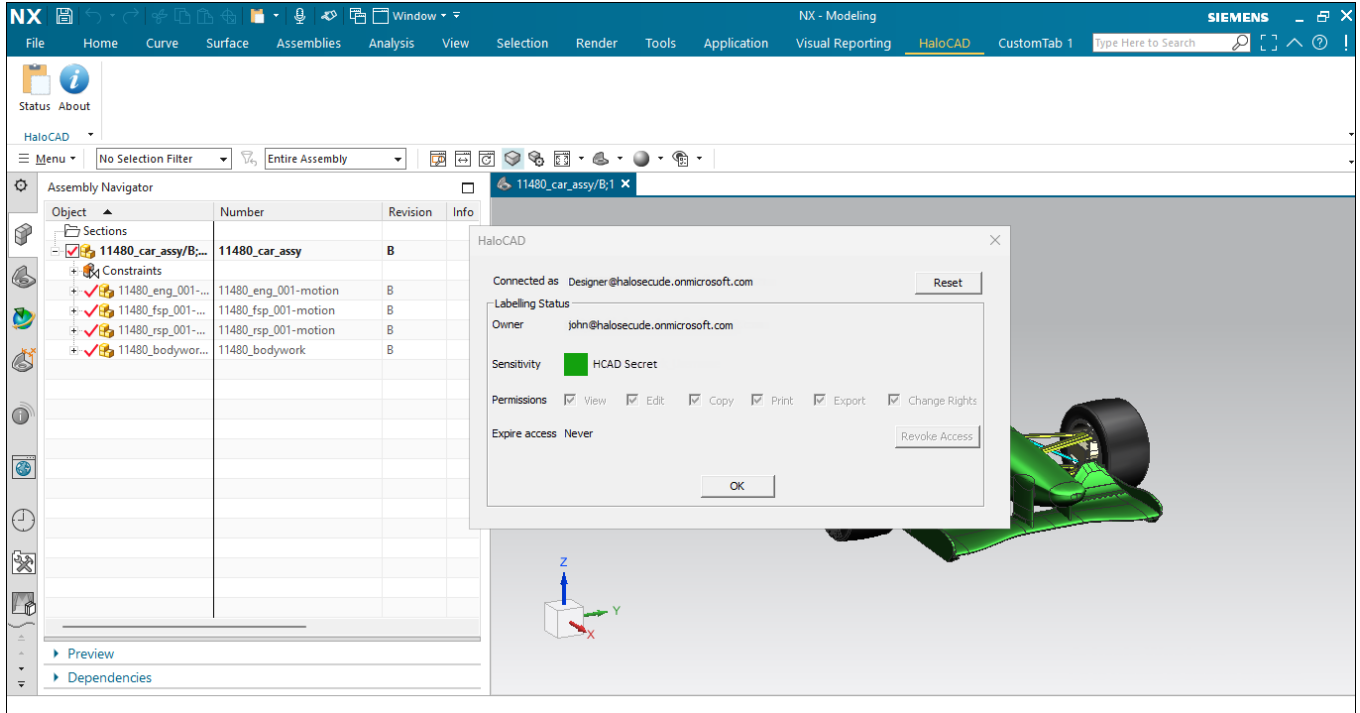 NX Window NX - Modeling SIEMENS
File Home Curve Surface Assemblies Analysis View Selection Render Tools Application Visual Reporting HaloCAD CustomTab 1 Type Here to Search
Status About
HaloCAD
Menu No Selection Filter Entire Assembly
Assembly Navigator
11480_car_assy/B;1
Object Number Revision Info
Sections
11480_car_assy/B;... 11480_car_assy B
Constraints
11480_eng_001-... 11480_eng_001-motion B
11480_fsp_001-... 11480_fsp_001-motion B
11480_rsp_001-... 11480_rsp_001-motion B
11480_bodywor... 11480_bodywork B
HaloCAD
Connected as Designer@halosecude.onmicrosoft.com Reset
Labelling Status
Owner john@halosecude.onmicrosoft.com
Sensitivity HCAD Secret
Permissions View Edit Copy Print Export Change Rights
Expire access Never Revoke Access
OK
Z
Y
X
Preview
Dependencies